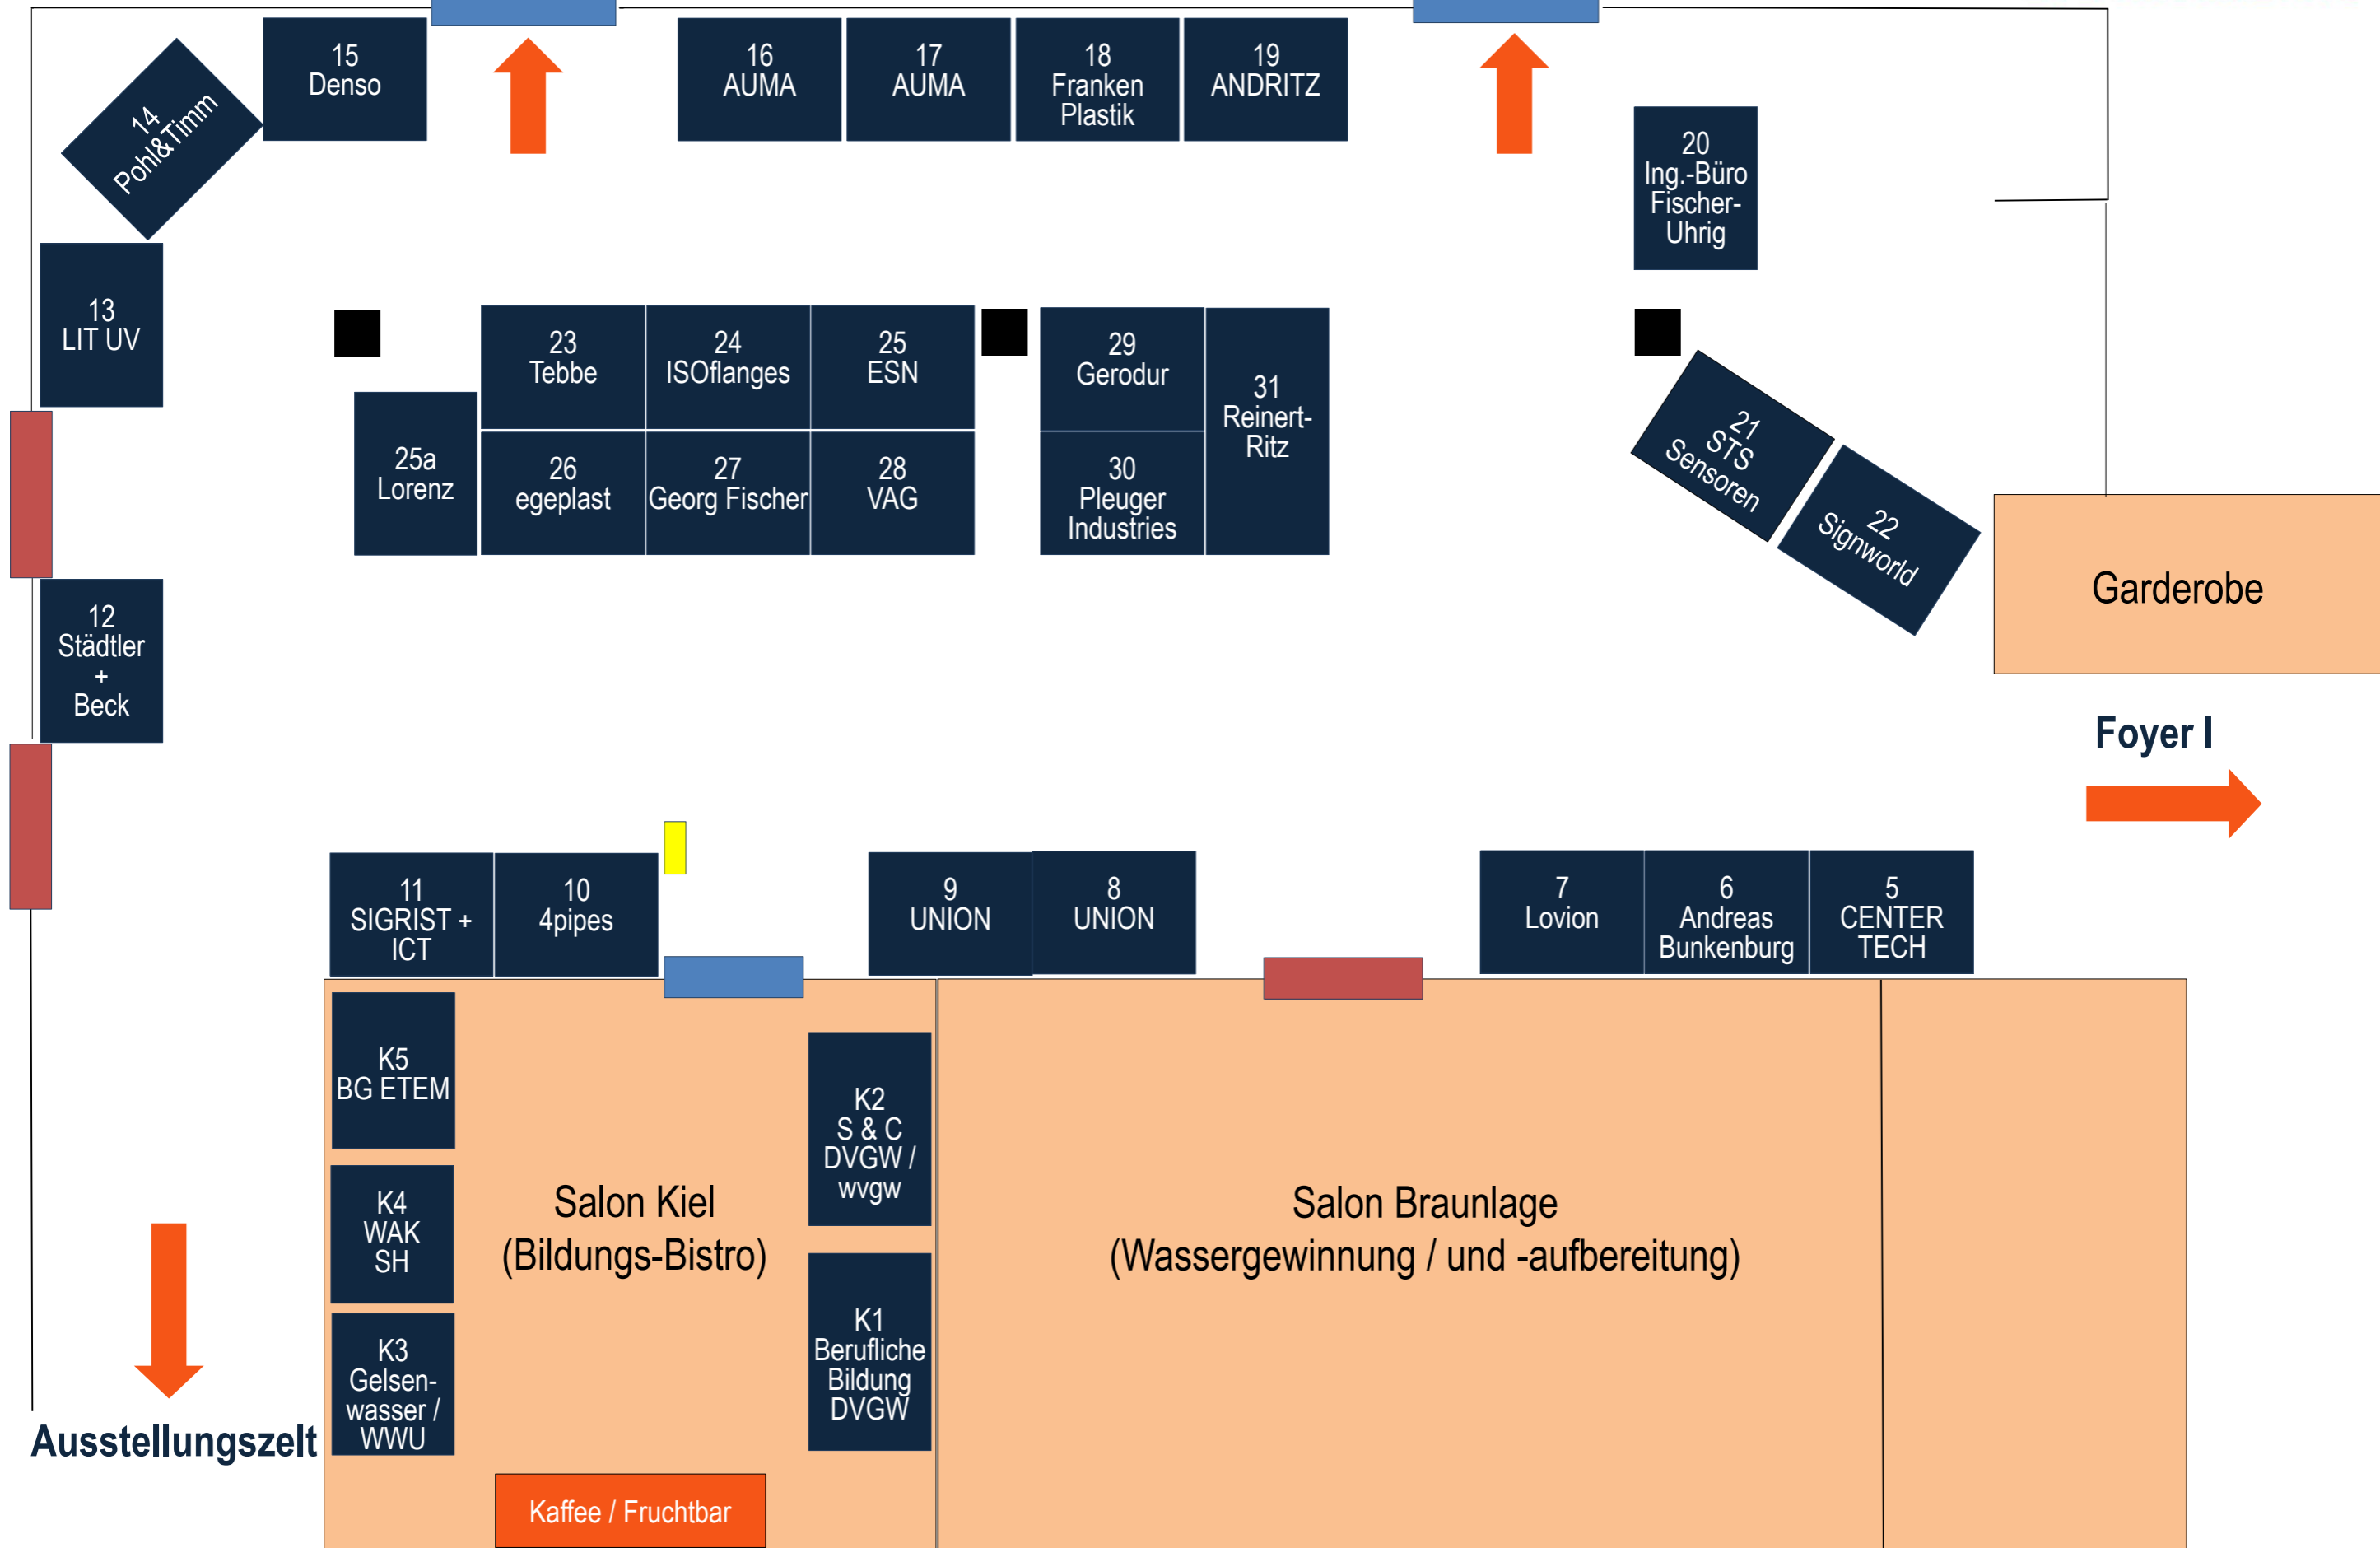 15
Denso
16
AUMA
17
AUMA
18
Franken
Plastik
19
ANDRITZ
14
Pohl&Timm
20
Ing.-Büro
Fischer-
Uhrig
13
LIT UV
23
Tebbe
24
ISOflanges
25
ESN
29
Gerodur
31
Reinert-
Ritz
25a
Lorenz
26
egeplast
27
Georg Fischer
28
VAG
30
Pleuger
Industries
21
STS
Sensoren
22
Signworld
Garderobe
12
Städtler
+
Beck
Foyer I
11
SIGRIST +
ICT
10
4pipes
9
UNION
8
UNION
7
Lovion
6
Andreas
Bunkenburg
5
CENTER
TECH
K5
BG ETEM
K2
S & C
DVGW /
wvgw
K4
WAK
SH
Salon Kiel
(Bildungs-Bistro)
Salon Braunlage
(Wassergewinnung / und -aufbereitung)
K3
Gelsen-
wasser /
WWU
K1
Berufliche
Bildung
DVGW
Ausstellungszelt
Kaffee / Fruchtbar